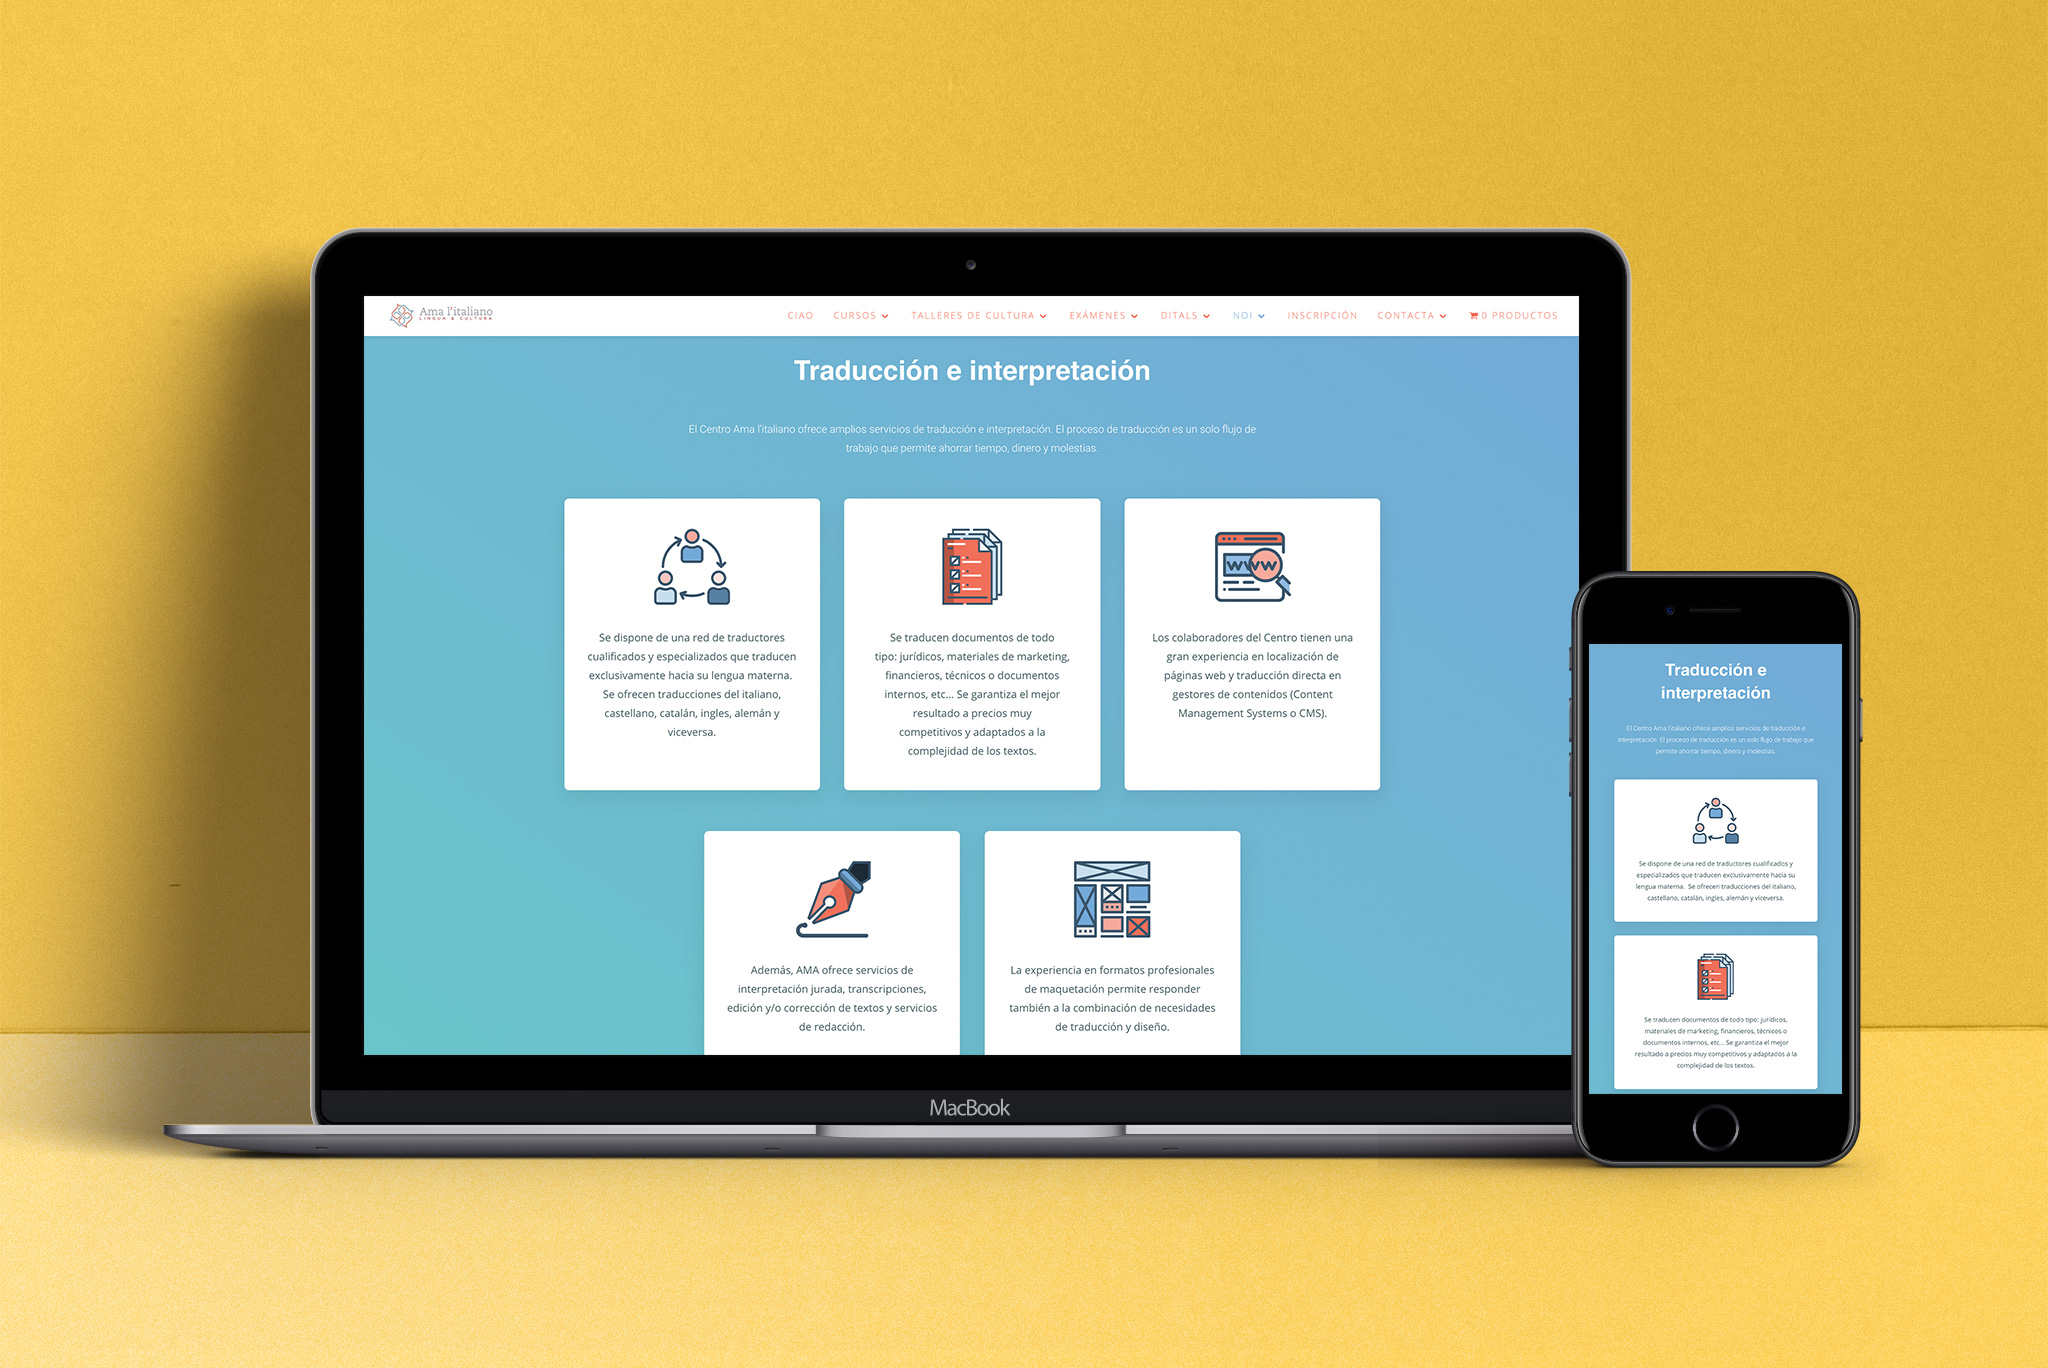 Ama l'italiano
LINGUA & CULTURA
CIAO CURSOS TALLERES DE CULTURA EXÁMENES DITALS NOI INSCRIPCIÓN CONTACTA 0 PRODUCTOS
Traducción e interpretación
El Centro Ama l'italiano ofrece amplios servicios de traducción e interpretación. El proceso de traducción es un solo flujo de
trabajo que permite ahorrar tiempo, dinero y molestias.
Se dispone de una red de traductores
cualificados y especializados que traducen
exclusivamente hacia su lengua materna.
Se ofrecen traducciones del italiano,
castellano, catalán, ingles, alemán y
viceversa.
Se traducen documentos de todo
tipo: jurídicos, materiales de marketing,
financieros, técnicos o documentos
internos, etc... Se garantiza el mejor
resultado a precios muy
competitivos y adaptados a la
complejidad de los textos.
WWW
Los colaboradores del Centro tienen una
gran experiencia en localización de
páginas web y traducción directa en
gestores de contenidos (Content
Management Systems o CMS).
Además, AMA ofrece servicios de
interpretación jurada, transcripciones,
edición y/o corrección de textos y servicios
de redacción.
La experiencia en formatos profesionales
de maquetación permite responder
también a la combinación de necesidades
de traducción y diseño.
MacBook
Traducción e
interpretación
El Centro Ama l'italiano ofrece amplios servicios de traducción e
interpretación. El proceso de traducción es un solo flujo de trabajo que
permite ahorrar tiempo, dinero y molestias.
Se dispone de una red de traductores cualificados y
especializados que traducen exclusivamente hacia su
lengua materna. Se ofrecen traducciones del italiano,
castellano, catalán, ingles, alemán y viceversa.
Se traducen documentos de todo tipo: jurídicos,
materiales de marketing, financieros, técnicos o
documentos internos, etc... Se garantiza el mejor
resultado a precios muy competitivos y adaptados a la
complejidad de los textos.